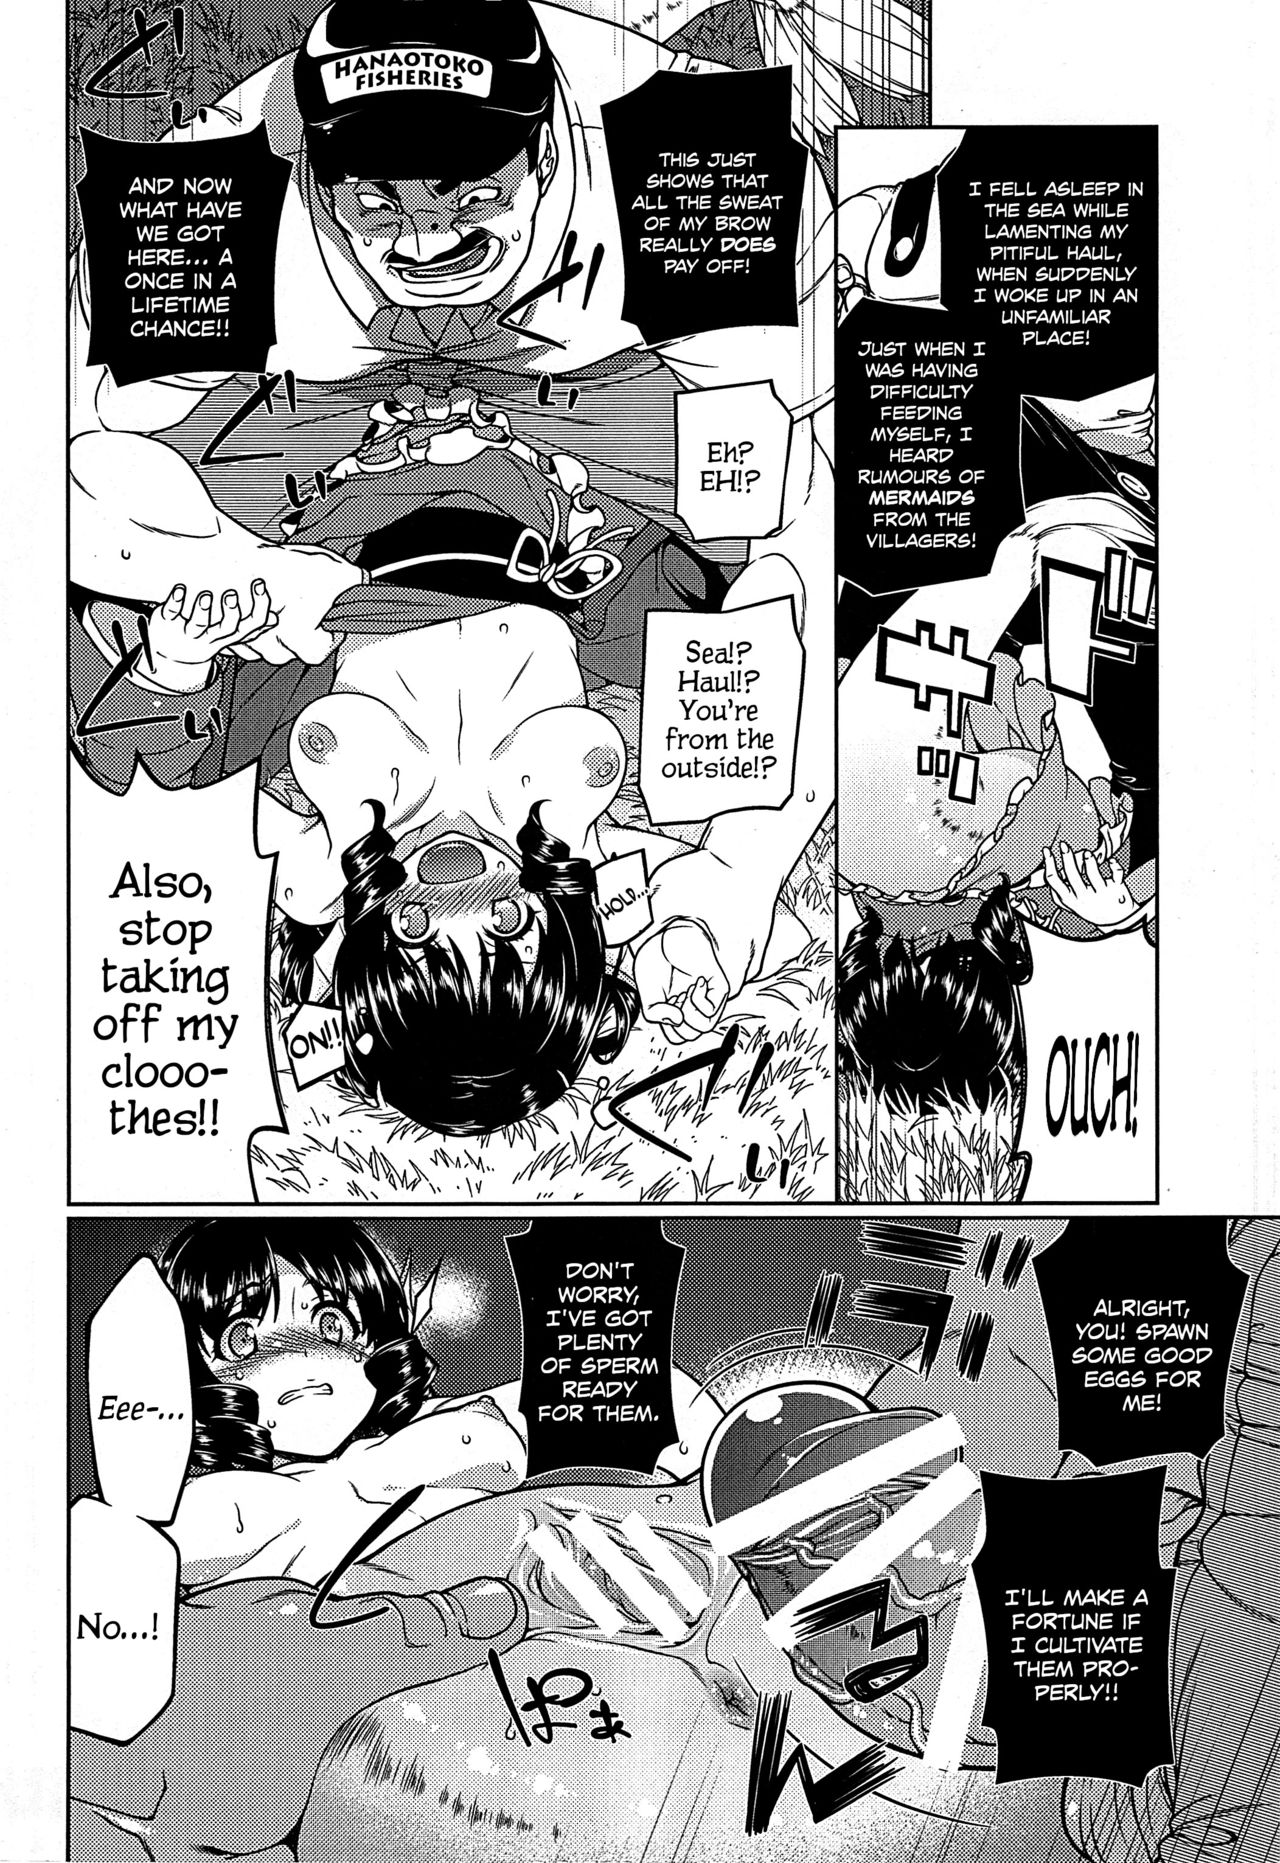 I FELL ASLEEP IN
THE SEA WHILE
LAMENTING MY
PITIFUL HAUL,
WHEN SUDDENLY
I WOKE UP IN AN
UNFAMILIAR
PLACE!
JUST WHEN I
WAS HAVING
DIFFICULTY
FEEDING
MYSELF, I
HEARD
RUMOURS OF
MERMAIDS
FROM THE
VILLAGERS!
OUCH!
HANAOTOKO
FISHERIES
THIS JUST
SHOWS THAT
ALL THE SWEAT
OF MY BROW
REALLY DOES
PAY OFF!
AND NOW
WHAT HAVE
WE GOT
HERE... A
ONCE IN A
LIFETIME
CHANCE!!
Eh?
EH!?
Sea!?
Haul!?
You're
from the
outside!?
HOLD...
ON!!
Also,
stop
taking
off my
clooo-
thes!!
ALRIGHT,
YOU! SPAWN
SOME GOOD
EGGS FOR
ME!
I'LL MAKE A
FORTUNE IF
I CULTIVATE
THEM PRO-
PERLY!!
DON'T
WORRY,
I'VE GOT
PLENTY
OF SPERM
READY
FOR THEM.
Eee-...
No...!
くぱぁ